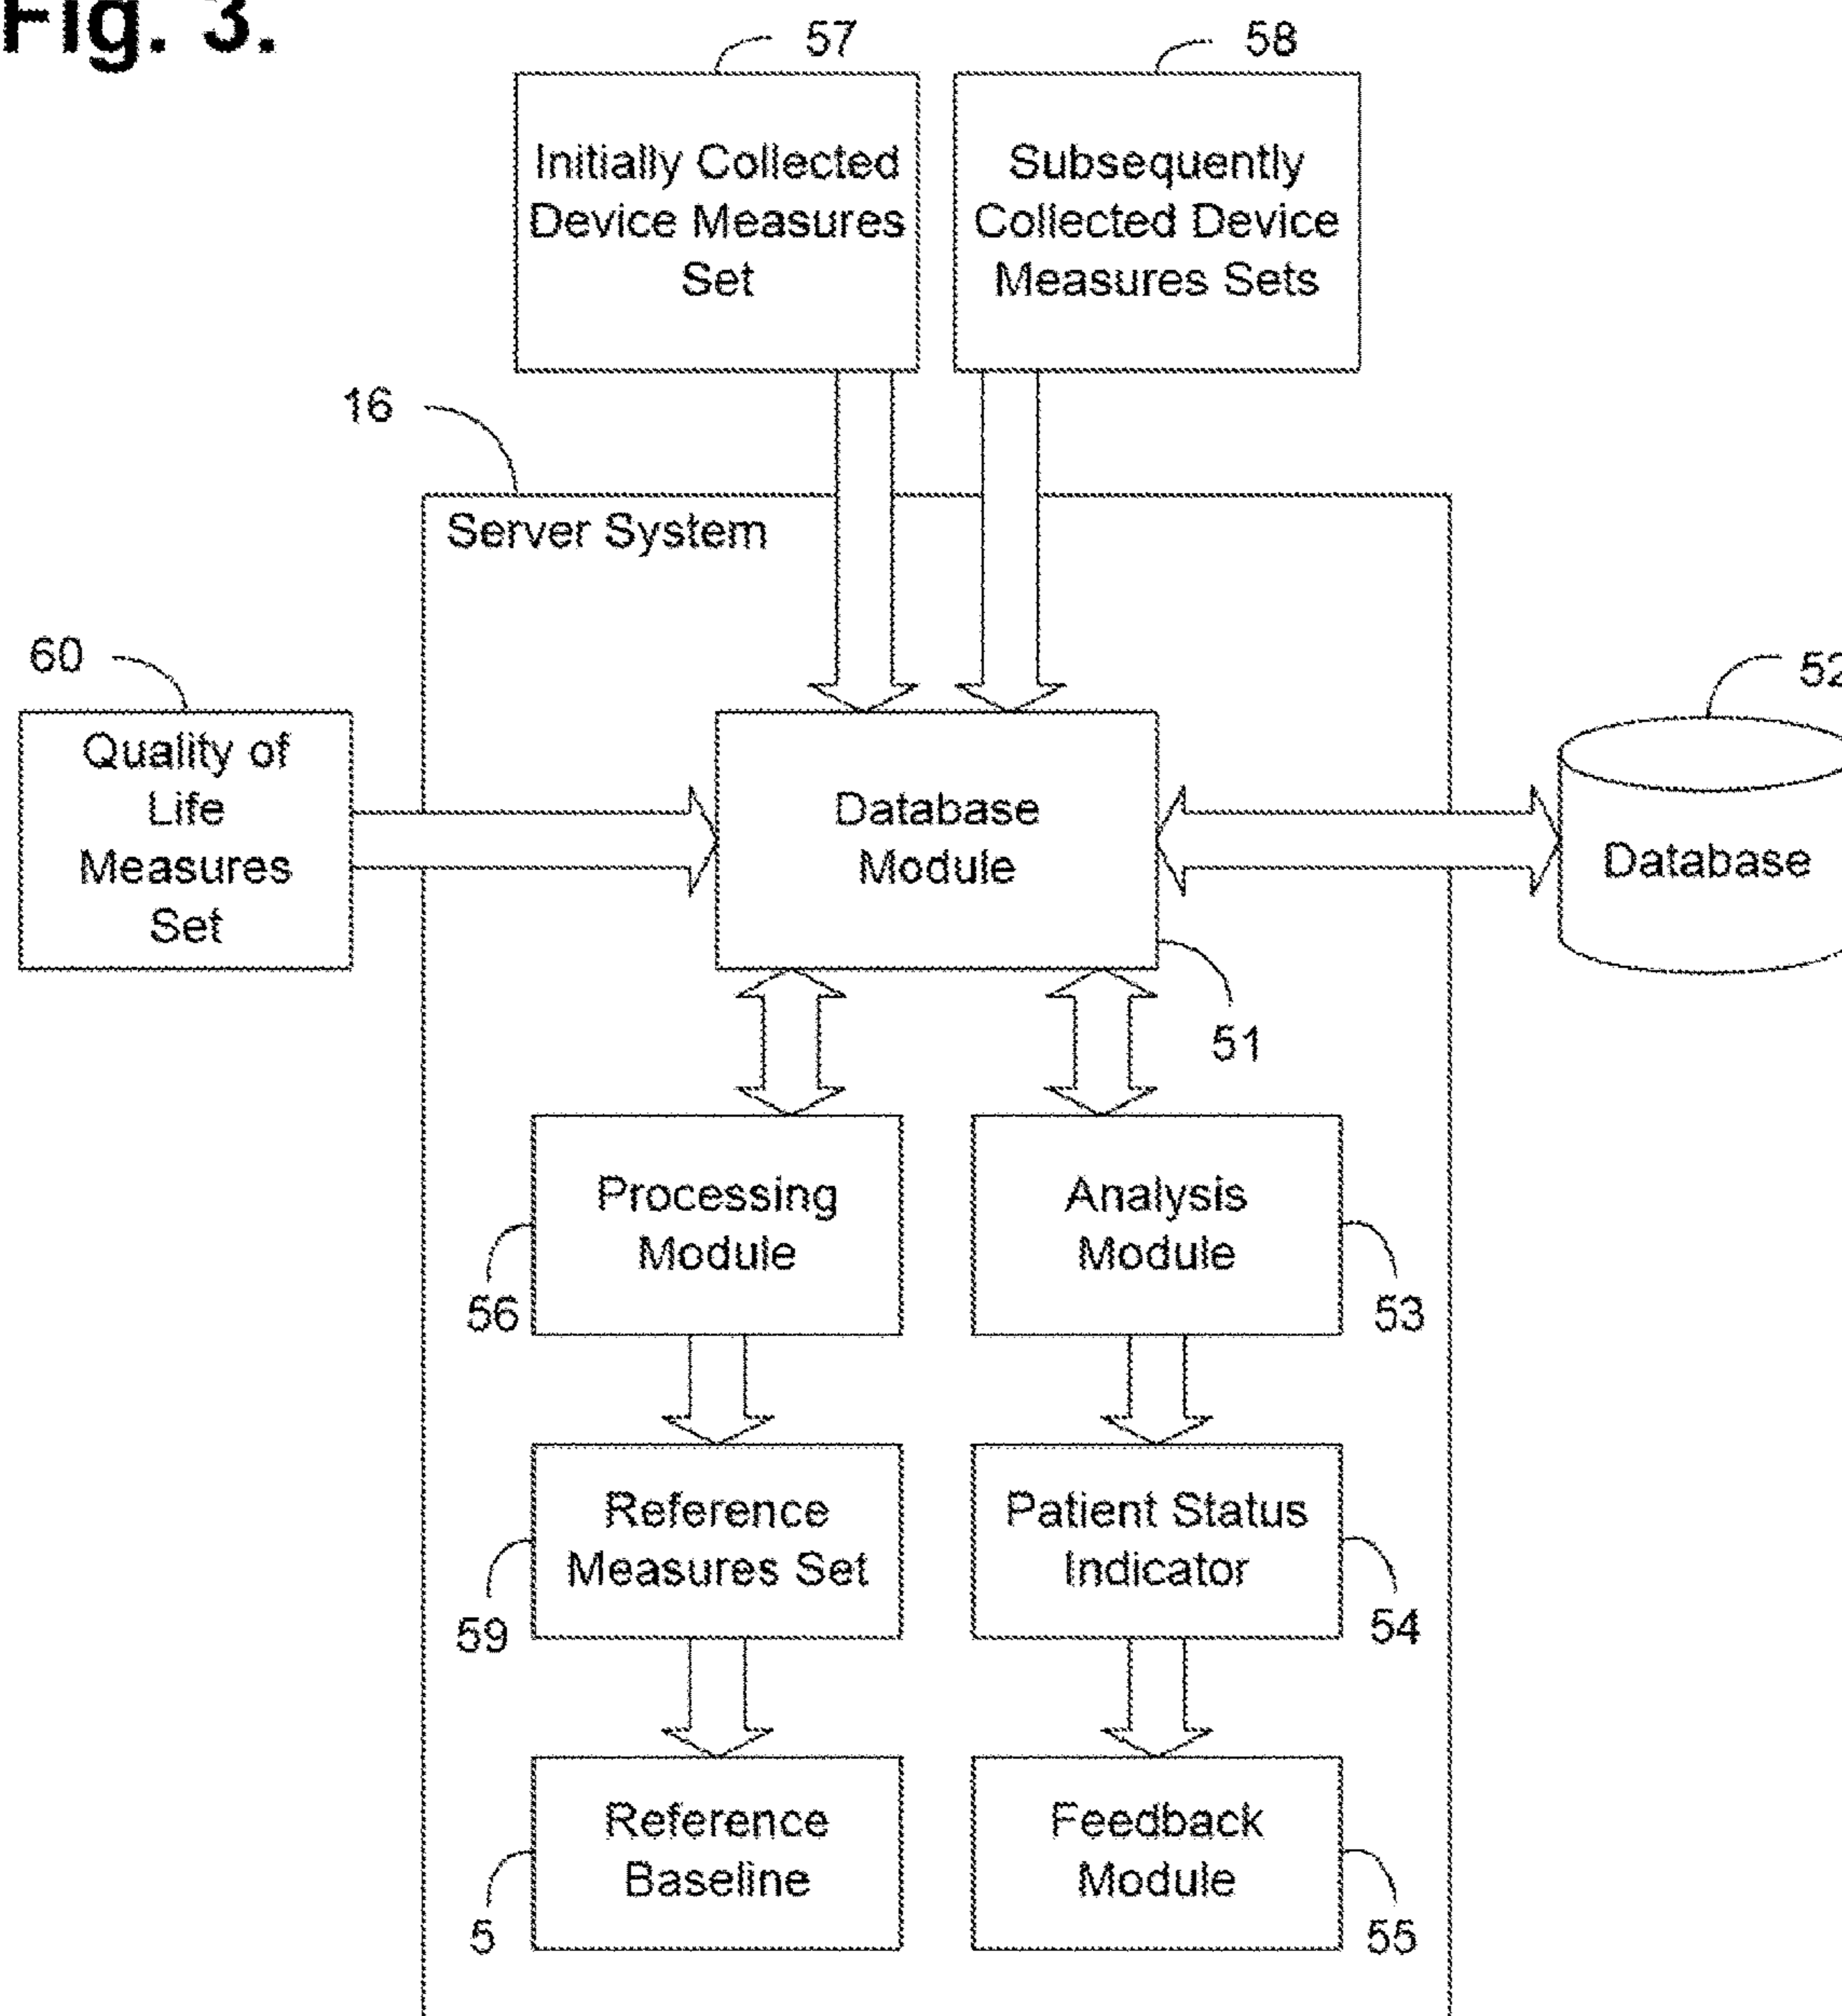 Fig. 3.
57
58
Initially Collected
Device Measures
Set
Subsequently
Collected Device
Measures Sets
16
Server System
60
52
Quality of
Life
Measures
Set
Database
Module
Database
51
Processing
Module
Analysis
Module
56
53
Reference
Measures Set
Patient Status
Indicator
59
54
Reference
Baseline
Feedback
Module
5
55